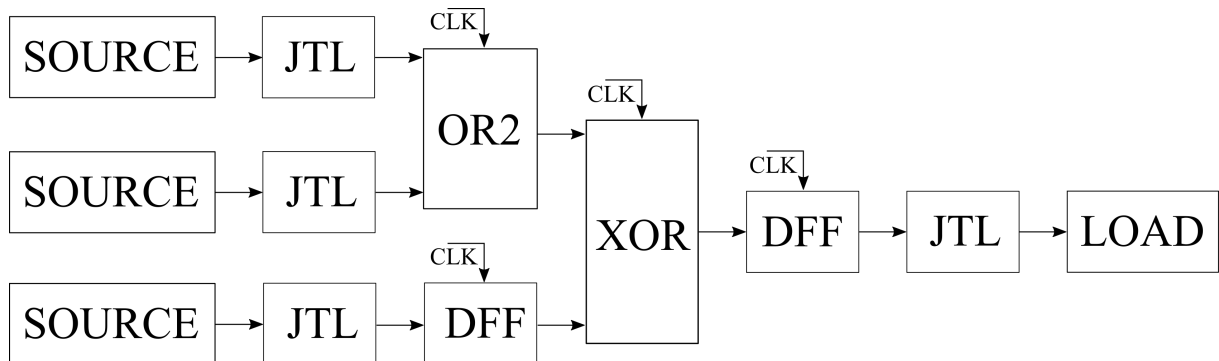 SOURCE
JTL
CLK
OR2
SOURCE
JTL
CLK
XOR
CLK
DFF
JTL
LOAD
SOURCE
JTL
CLK
DFF